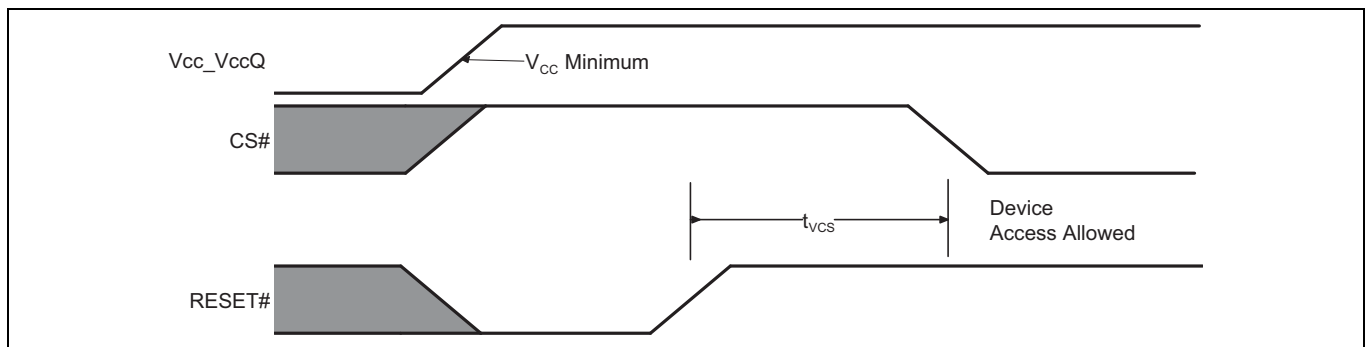 Vcc_VccQ
VCC Minimum
CS#
tVCS
Device
Access Allowed
RESET#